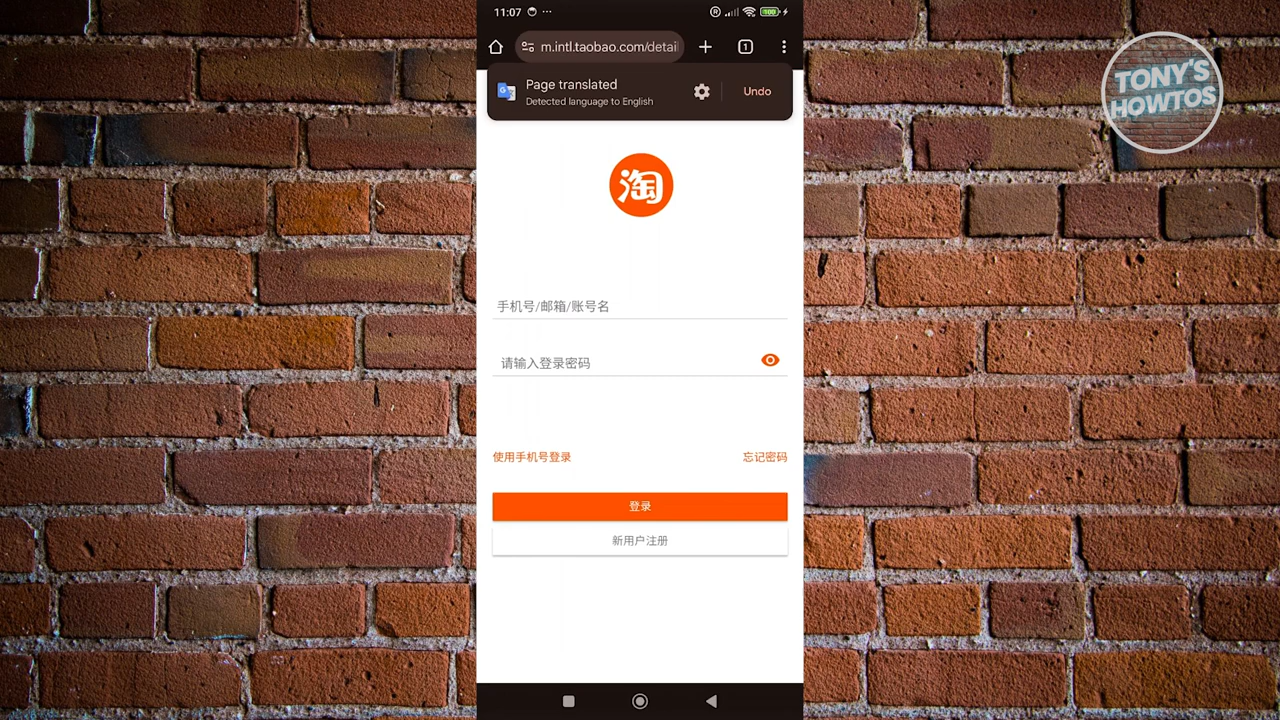 11:07
100
m.intl.taobao.com/detai
1
Page translated
Detected language to English
Undo
TONY'S
HOWTOS
淘
手机号/邮箱/账号名
请输入登录密码
使用手机号登录
忘记密码
登录
新用户注册